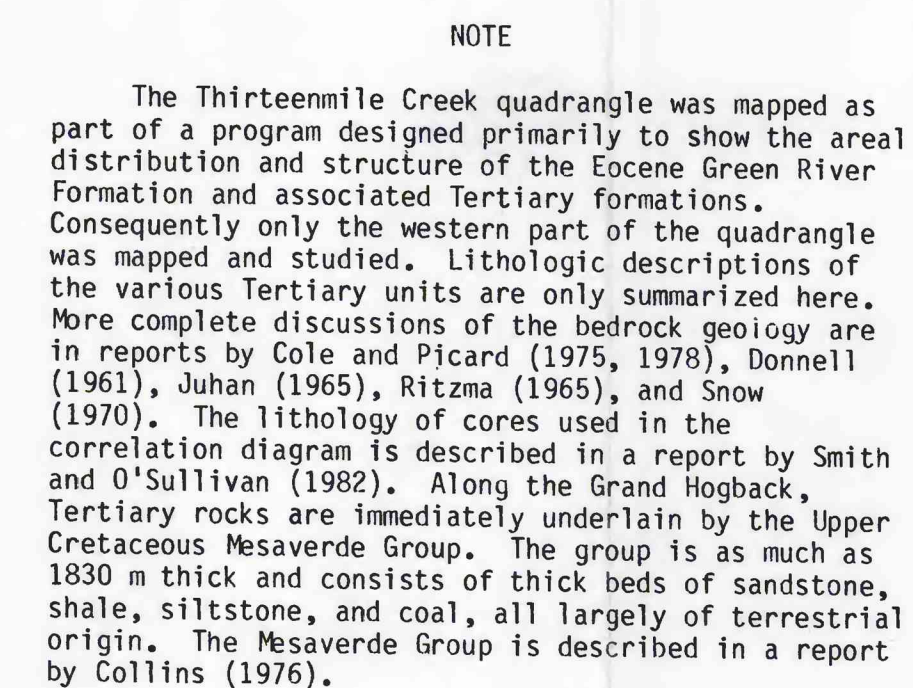 NOTE
The Thirteenmile Creek quadrangle was mapped as
part of a program designed primarily to show the areal
distribution and structure of the Eocene Green River
Formation and associated Tertiary formations.
Consequently only the western part of the quadrangle
was mapped and studied.  Lithologic descriptions of
the various Tertiary units are only summarized here.
More complete discussions of the bedrock geology are
in reports by Cole and Picard (1975, 1978), Donnell
(1961), Juhan (1965), Ritzma (1965), and Snow
(1970).  The lithology of cores used in the
correlation diagram is described in a report by Smith
and O'Sullivan (1982).  Along the Grand Hogback,
Tertiary rocks are immediately underlain by the Upper
Cretaceous Mesaverde Group.  The group is as much as
1830 m thick and consists of thick beds of sandstone,
shale, siltstone, and coal, all largely of terrestrial
origin.  The Mesaverde Group is described in a report
by Collins (1976).